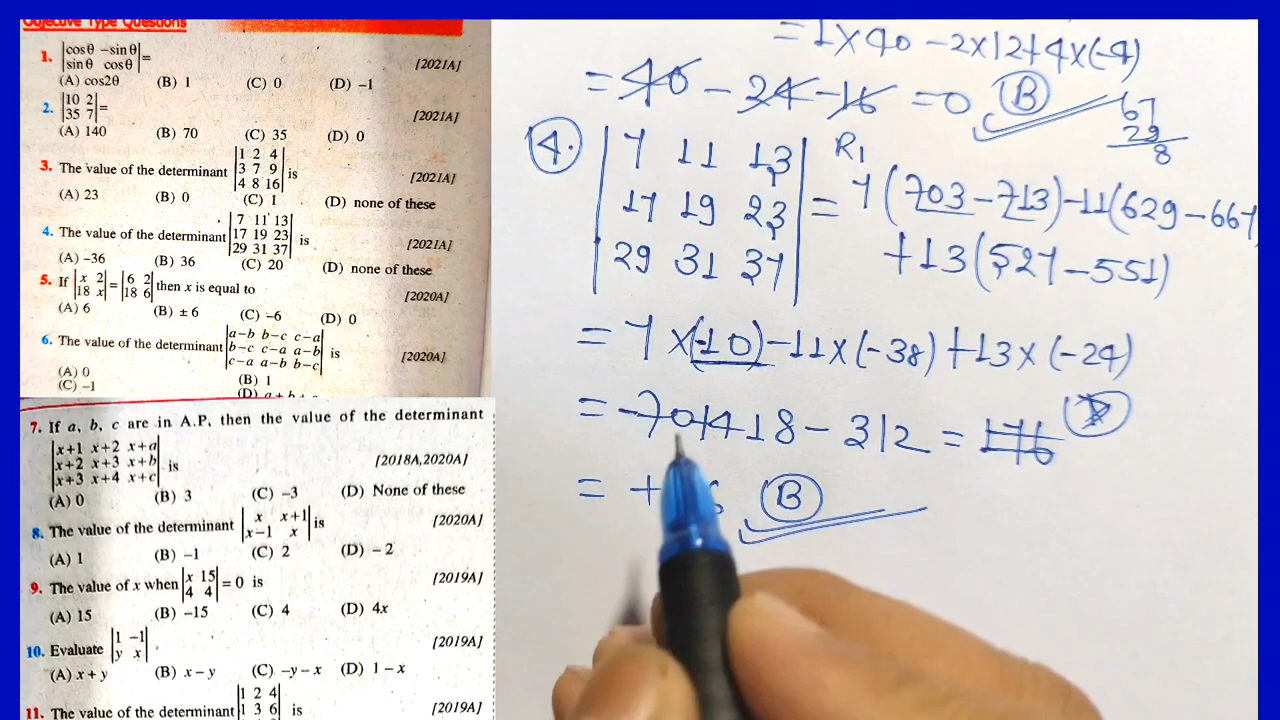 Objective Type Questions
1. |cosθ −sinθ|
|sinθ cosθ| = [2021A]
(A) cos2θ (B) 1 (C) 0 (D) −1
2. |10 2|
|35 7| = [2021A]
(A) 140 (B) 70 (C) 35 (D) 0
3. The value of the determinant |1 2 4|
|3 7 9|
|4 8 16| is [2021A]
(A) 23 (B) 0 (C) 1 (D) none of these
4. The value of the determinant |7 11 13|
|17 19 23|
|29 31 37| is [2021A]
(A) −36 (B) 36 (C) 20 (D) none of these
5. If |x 2|
|18 x| = |6 2|
|18 6| then x is equal to [2020A]
(A) 6 (B) ± 6 (C) −6 (D) 0
6. The value of the determinant |a−b b−c c−a|
|b−c c−a a−b|
|c−a a−b b−c| is [2020A]
(A) 0 (B) 1
(C) −1 (D) a + b +
7. If a, b, c are in A.P., then the value of the determinant
|x+1 x+2 x+a|
|x+2 x+3 x+b|
|x+3 x+4 x+c| is [2018A,2020A]
(A) 0 (B) 3 (C) −3 (D) None of these
8. The value of the determinant |x x+1|
|x−1 x| is [2020A]
(A) 1 (B) −1 (C) 2 (D) − 2
9. The value of x when |x 15|
|4 4| = 0 is [2019A]
(A) 15 (B) −15 (C) 4 (D) 4x
10. Evaluate |1 −1|
|y x| . [2019A]
(A) x + y (B) x − y (C) −y − x (D) 1 − x
11. The value of the determinant |1 2 4|
|1 3 6| is [2019A]
= 1×40 −2×12+4×(−4)
= 40 − 24 − 16 = 0 (B)
67
29
8
4. |7 11 13| R1
|17 19 23| = 7(703−713)−11(629−667
|29 31 37| +13(527−551)
= 7×(−10)−11×(−38)+13×(−24)
= −70+418−312 = 176 (D)
= + (B)